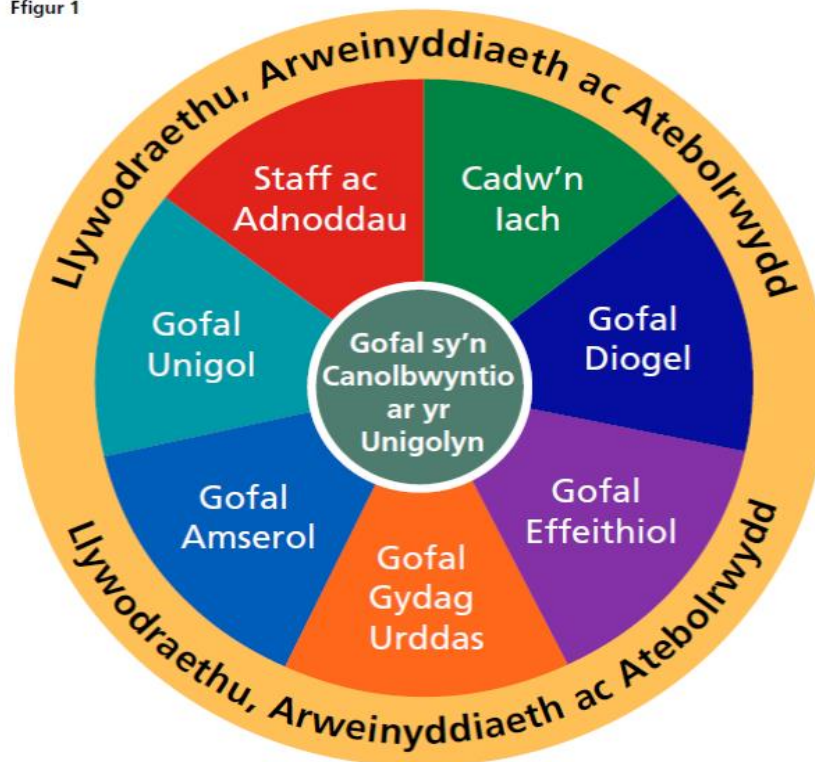 Ffigur 1
Llywodraethu, Arweinyddiaeth ac Atebolrwydd
Staff ac
Adnoddau
Cadw'n
Iach
Gofal
Unigol
Gofal
Diogel
Gofal sy'n
Canolbwyntio
ar yr
Unigolyn
Gofal
Amserol
Gofal
Effeithiol
Gofal
Gydag
Urddas
Llywodraethu, Arweinyddiaeth ac Atebolrwydd